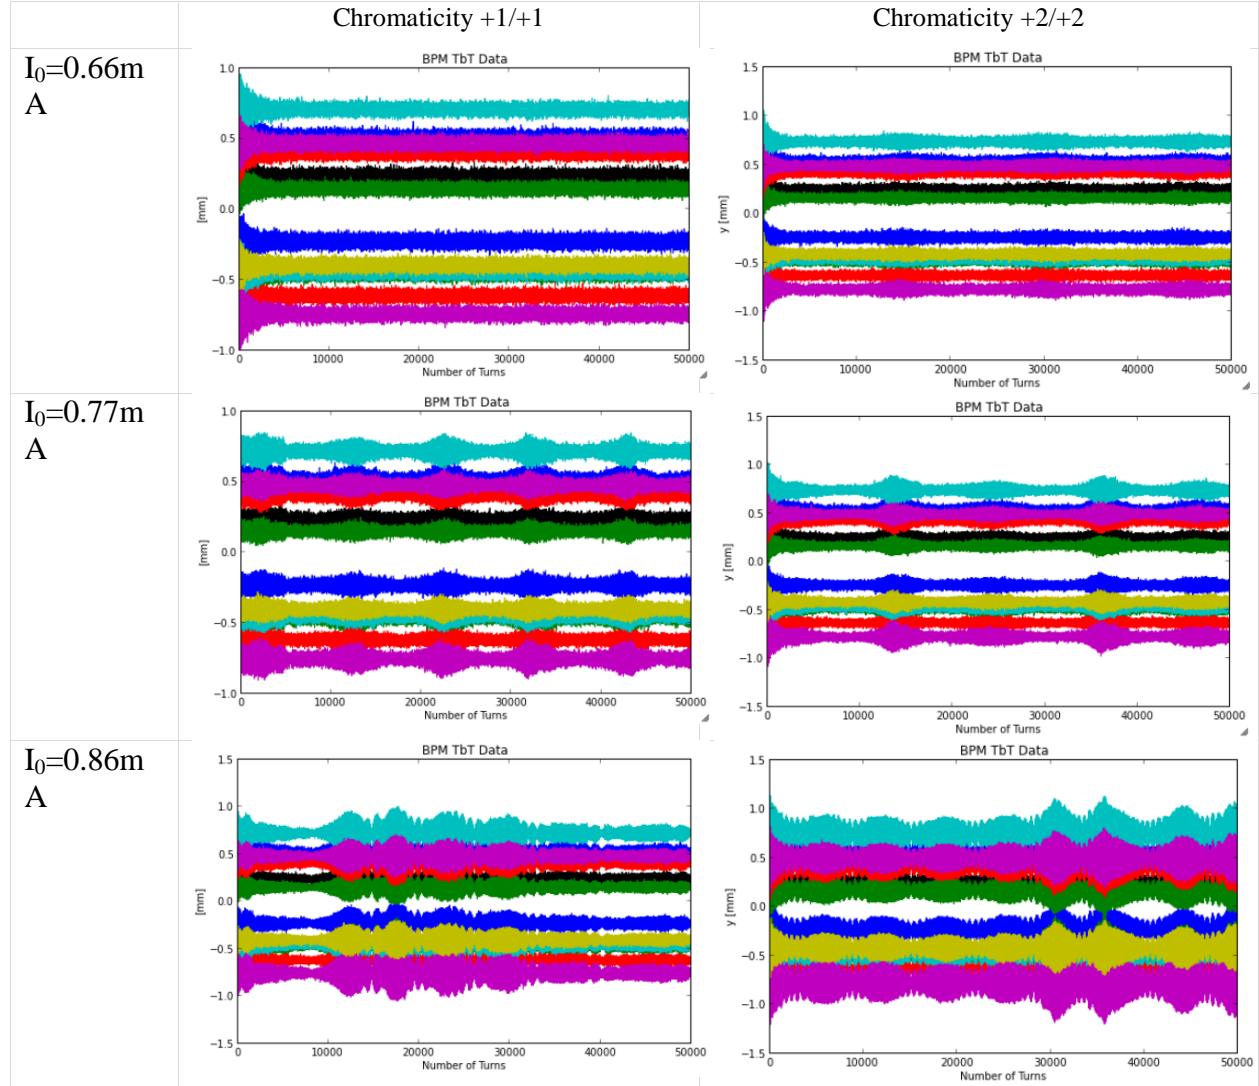 Chromaticity +1/+1
Chromaticity +2/+2
I₀=0.66m
A
BPM TbT Data
1.0
0.5
0.0
−0.5
−1.0
[mm]
0
10000
20000
30000
40000
50000
Number of Turns
BPM TbT Data
1.5
1.0
0.5
0.0
−0.5
−1.0
−1.5
y [mm]
0
10000
20000
30000
40000
50000
Number of Turns
I₀=0.77m
A
BPM TbT Data
1.0
0.5
0.0
−0.5
−1.0
[mm]
0
10000
20000
30000
40000
50000
Number of Turns
BPM TbT Data
1.5
1.0
0.5
0.0
−0.5
−1.0
−1.5
y [mm]
0
10000
20000
30000
40000
50000
Number of Turns
I₀=0.86m
A
BPM TbT Data
1.5
1.0
0.5
0.0
−0.5
−1.0
−1.5
[mm]
0
10000
20000
30000
40000
50000
Number of Turns
BPM TbT Data
1.5
1.0
0.5
0.0
−0.5
−1.0
−1.5
y [mm]
0
10000
20000
30000
40000
50000
Number of Turns